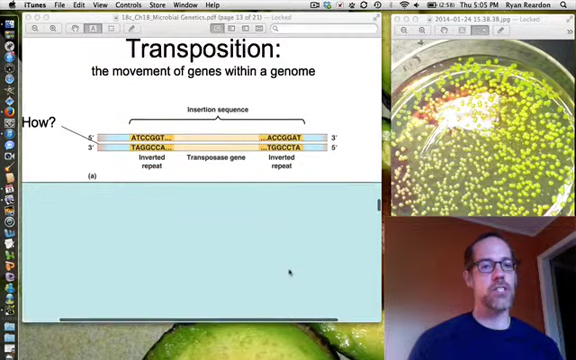 iTunes File Edit View Controls Store Window Help
(2:58) Thu 5:05 PM Ryan Reardon
18c_Ch18_Microbial Genetics.pdf (page 13 of 21) — Locked
2014-01-24 15.38.38.jpg — Locked
Transposition:
the movement of genes within a genome
Insertion sequence
How?
5' ATCCGGT... ...ACCGGAT 3'
3' TAGGCCA... ...TGGCCTA 5'
Inverted repeat
Transposase gene
Inverted repeat
(a)